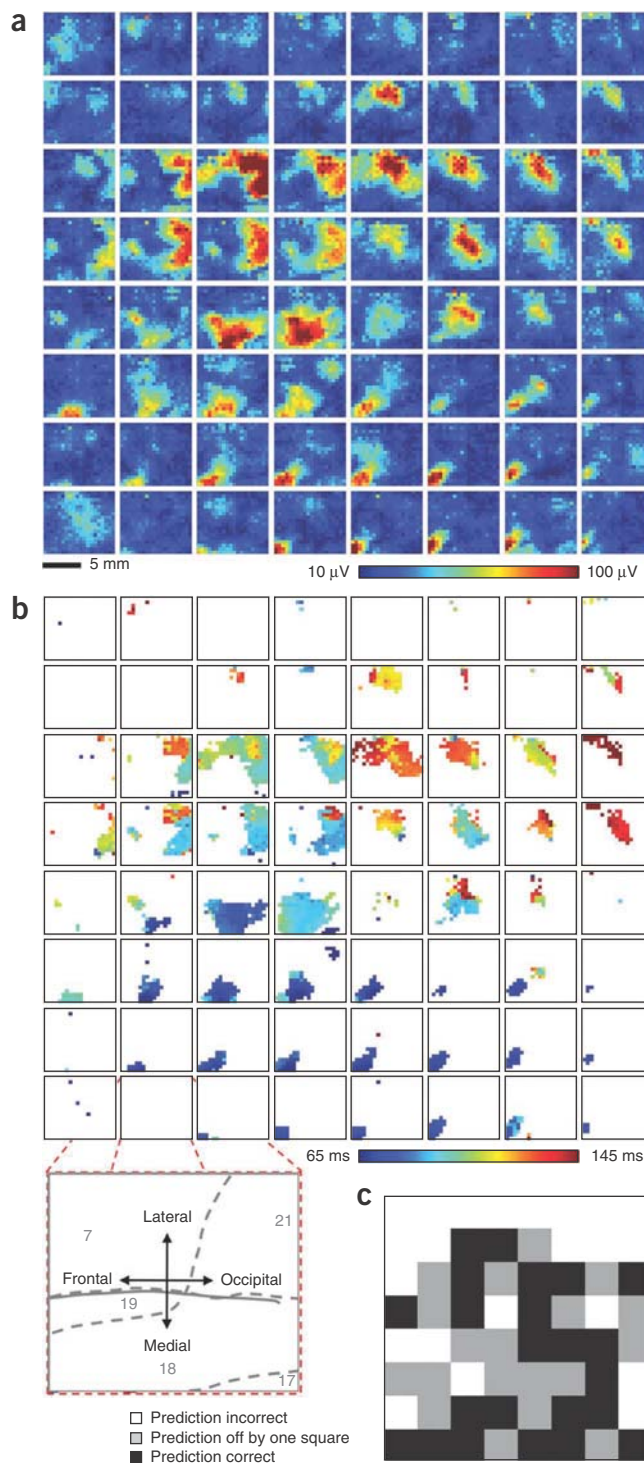 a
5 mm
10 µV
100 µV
b
65 ms
145 ms
c
7
Lateral
21
Frontal
Occipital
19
Medial
18
17
Prediction incorrect
Prediction off by one square
Prediction correct